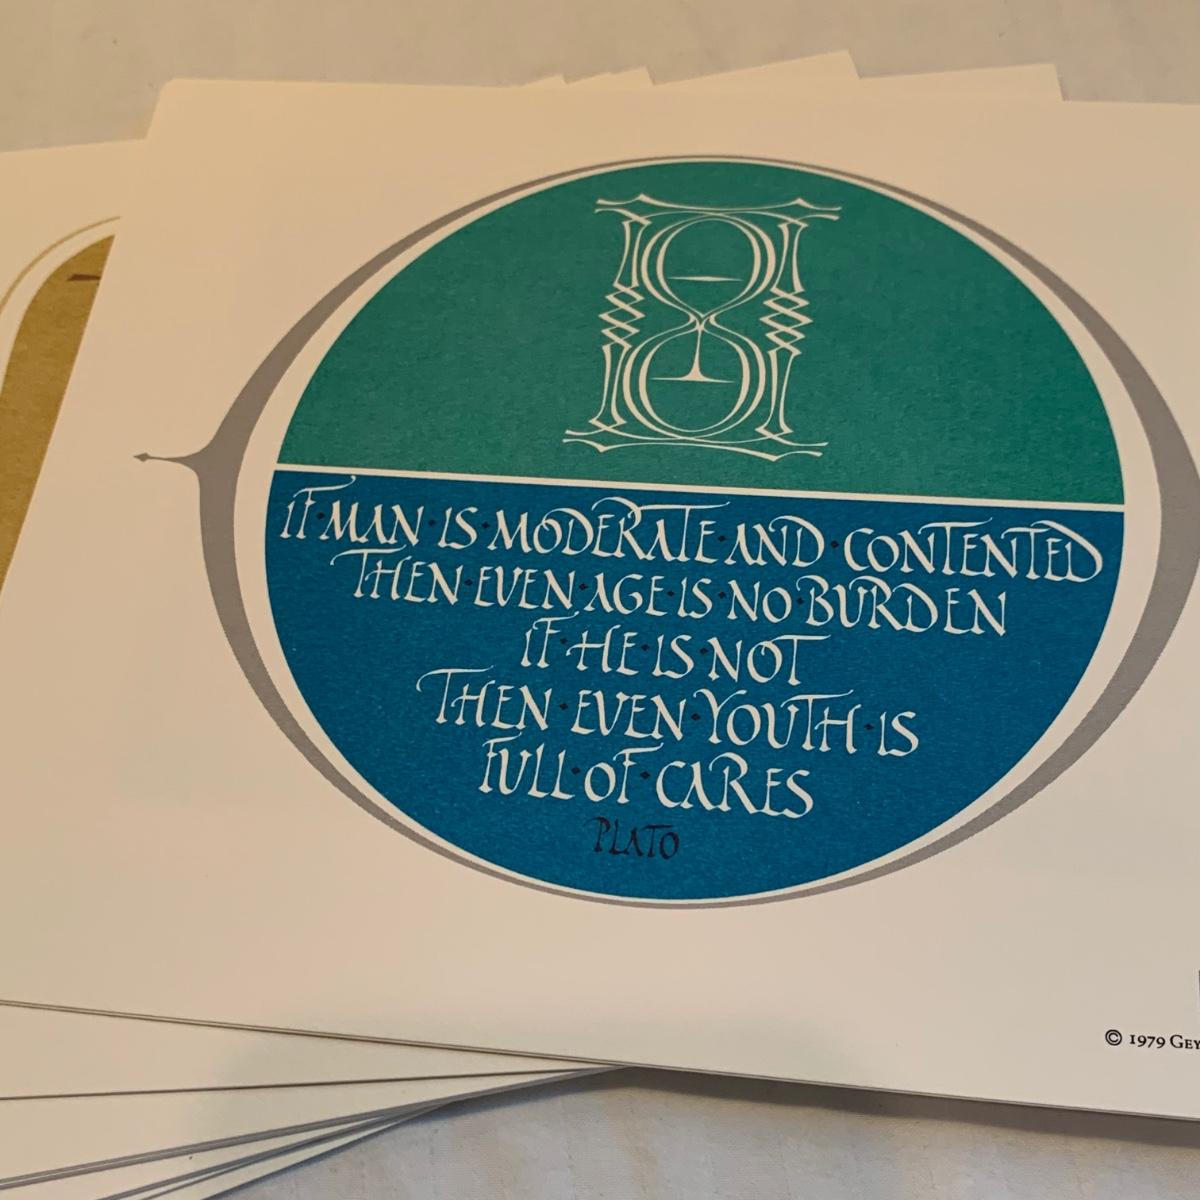 IF·MAN·IS·MODERATE·AND·CONTENTED
THEN·EVEN·AGE·IS·NO·BURDEN
IF·HE·IS·NOT
THEN·EVEN·YOUTH·IS
FULL·OF·CARES
PLATO
© 1979 GEY